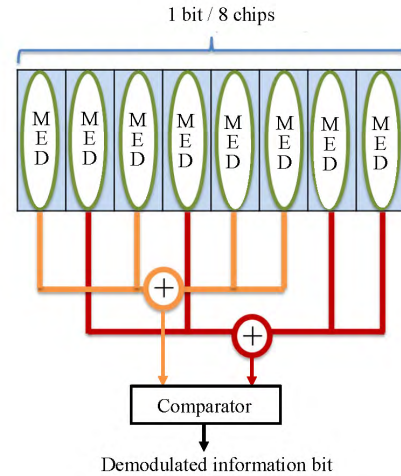 1 bit / 8 chips
M M M M M M M M
E E E E E E E E
D D D D D D D D
+
+
Comparator
Demodulated information bit